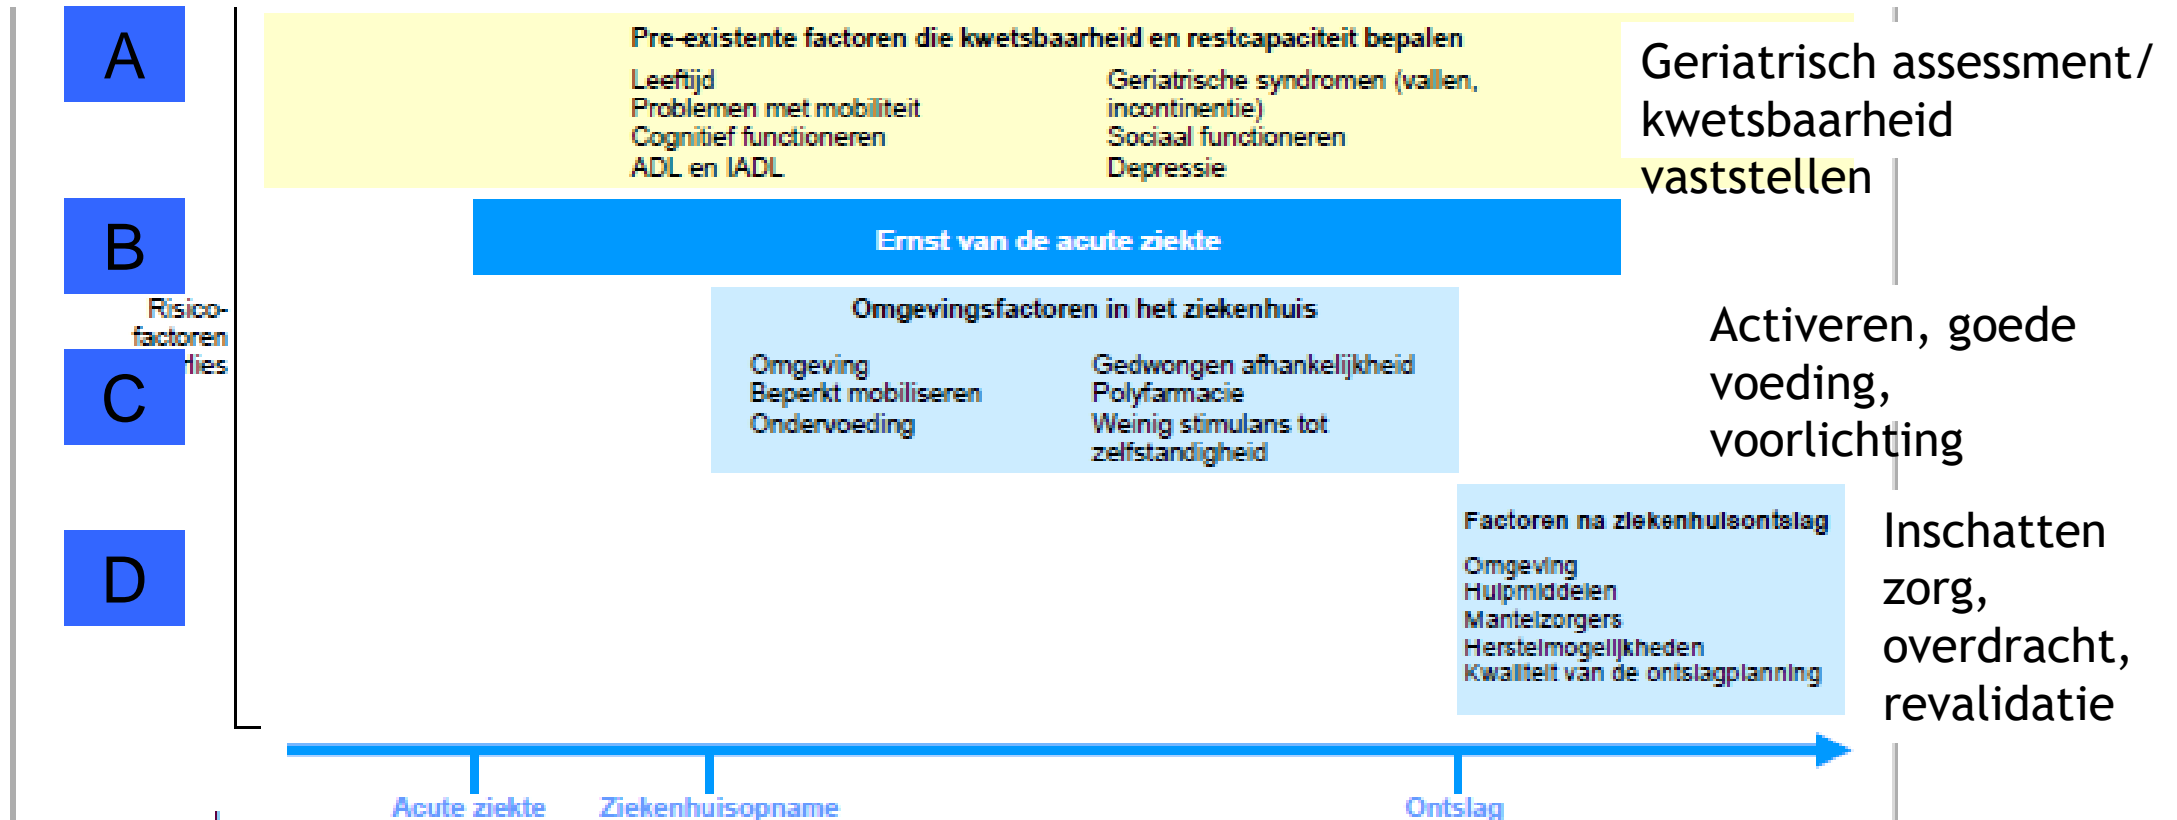 A
Pre-existente factoren die kwetsbaarheid en restcapaciteit bepalen
Leeftijd
Problemen met mobiliteit
Cognitief functioneren
ADL en IADL
Geriatrische syndromen (vallen,
incontinentie)
Sociaal functioneren
Depressie
Geriatrisch assessment/
kwetsbaarheid
vaststellen
B
Ernst van de acute ziekte
Risico-
factoren
C
Omgevingsfactoren in het ziekenhuis
Omgeving
Beperkt mobiliseren
Ondervoeding
Gedwongen afhankelijkheid
Polyfarmacie
Weinig stimulans tot
zelfstandigheid
Activeren, goede
voeding,
voorlichting
D
Factoren na ziekenhuisontslag
Omgeving
Hulpmiddelen
Mantelzorgers
Herstelmogelijkheden
Kwaliteit van de ontslagplanning
Inschatten
zorg,
overdracht,
revalidatie
Acute ziekte
Ziekenhuisopname
Ontslag